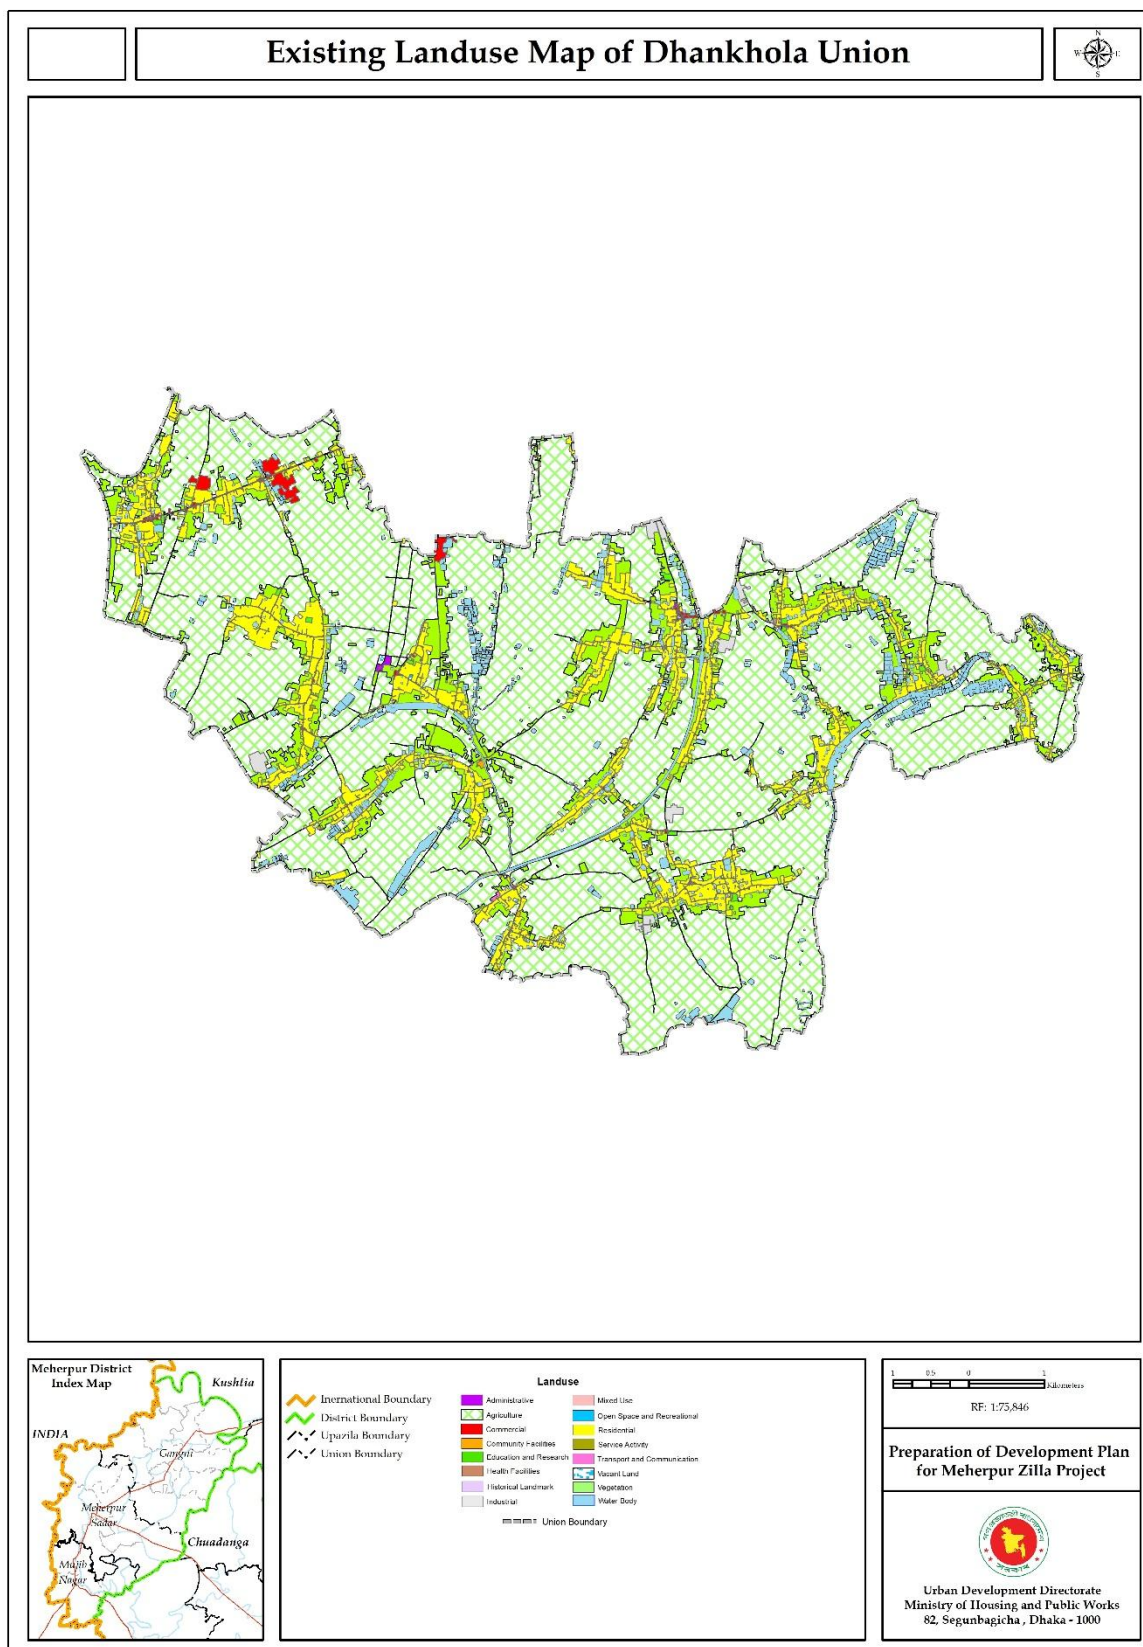 Existing Landuse Map of Dhankhola Union
N
W
E
S
Meherpur District
Index Map
Kushtia
INDIA
Gangni
Meherpur
Sadar
Chuadanga
Mujib
Nagar
Inernational Boundary
District Boundary
Upazila Boundary
Union Boundary
Landuse
Administrative
Agriculture
Commercial
Community Facilities
Education and Research
Health Facilities
Historical Landmark
Industrial
Mixed Use
Open Space and Recreational
Residential
Service Activity
Transport and Communication
Vacant Land
Vegetation
Water Body
Union Boundary
1 0.5 0 1
Kilometers
RF: 1:75,846
Preparation of Development Plan
for Meherpur Zilla Project
Urban Development Directorate
Ministry of Housing and Public Works
82, Segunbagicha , Dhaka - 1000